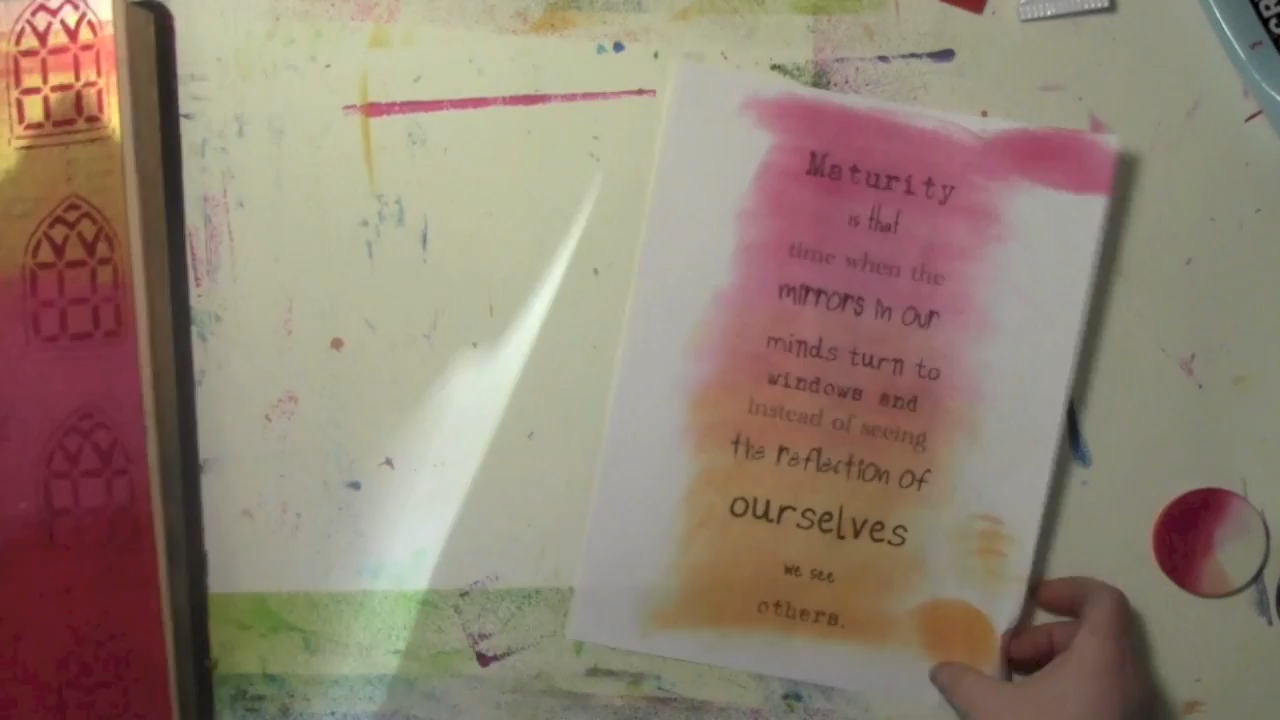 Maturity
is that
time when the
mirrors in our
minds turn to
windows and
instead of seeing
the reflection of
ourselves
we see
others.